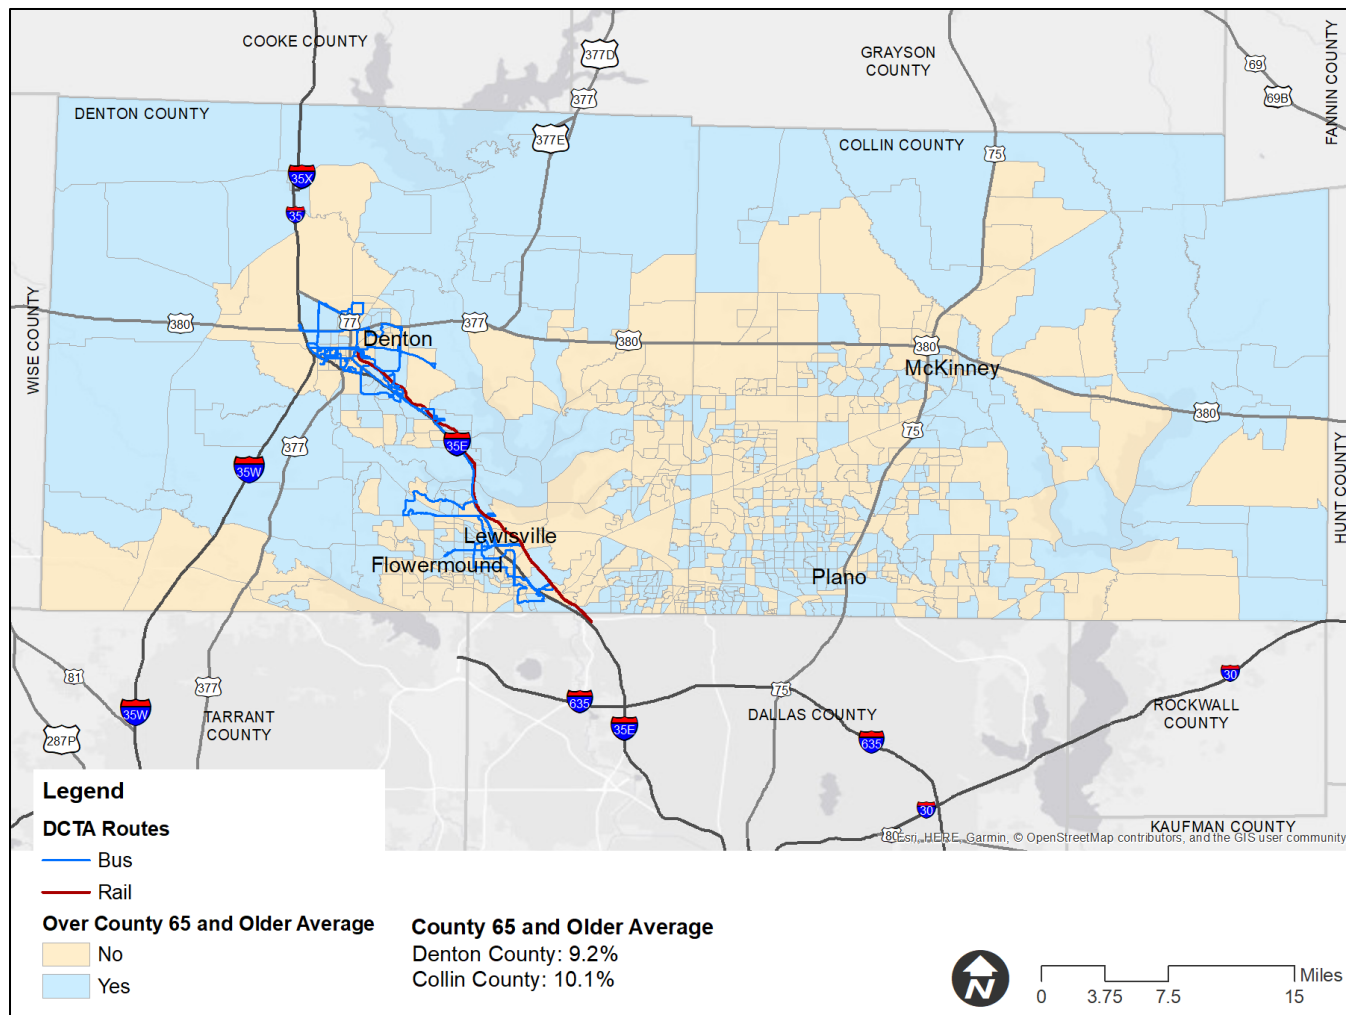 COOKE COUNTY
377D
GRAYSON
COUNTY
69
FANNIN COUNTY
377
69B
DENTON COUNTY
377E
COLLIN COUNTY
75
35X
35
WISE COUNTY
380
77
377
Denton
380
380
McKinney
380
75
377
35E
35W
HUNT COUNTY
Lewisville
Flowermound
Plano
81
377
35W
TARRANT
COUNTY
287P
635
35E
75
DALLAS COUNTY
635
30
ROCKWALL
COUNTY
30
80
KAUFMAN COUNTY
Esri, HERE, Garmin, © OpenStreetMap contributors, and the GIS user community
Legend
DCTA Routes
Bus
Rail
Over County 65 and Older Average
No
Yes
County 65 and Older Average
Denton County: 9.2%
Collin County: 10.1%
N
Miles
0 3.75 7.5 15